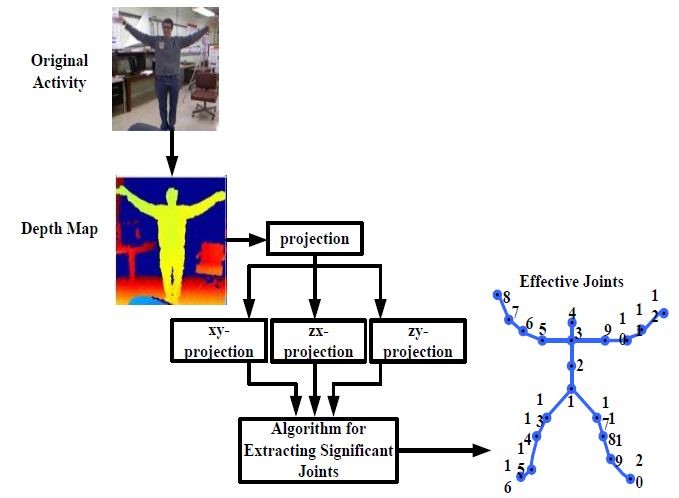 Original
Activity
Depth Map
projection
xy-
projection
zx-
projection
zy-
projection
Algorithm for
Extracting Significant
Joints
Effective Joints
8
7
6
5
4
3
9
1
0
1
1
1
2
2
1
1
3
1
4
1
5
1
6
1
7
1
8
1
9
2
0